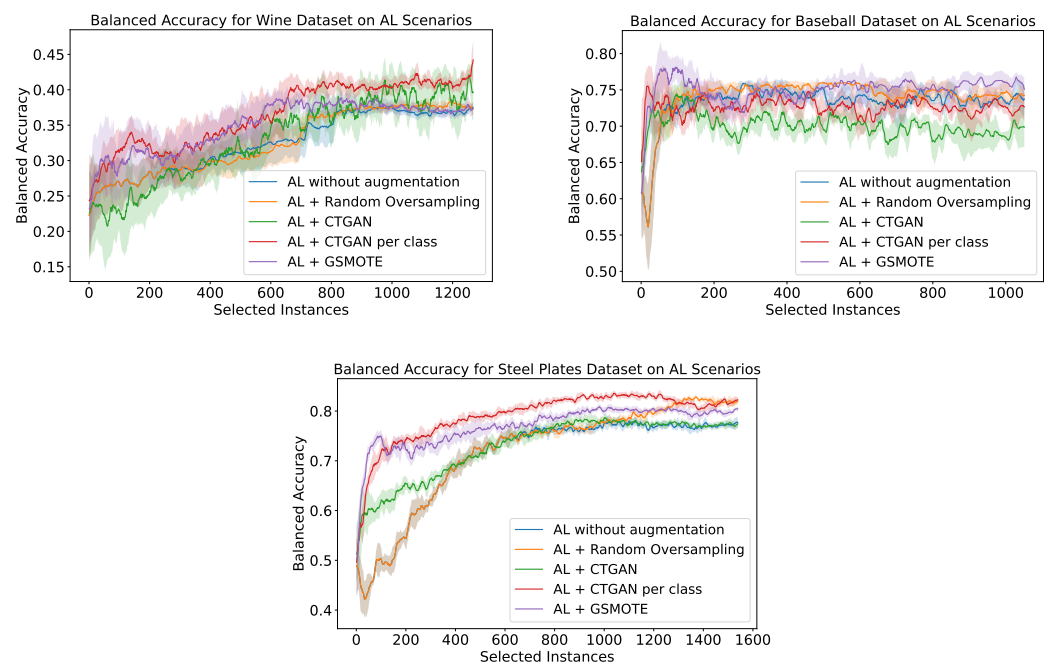 Balanced Accuracy for Wine Dataset on AL Scenarios
Balanced Accuracy
0.45
0.40
0.35
0.30
0.25
0.20
0.15
AL without augmentation
AL + Random Oversampling
AL + CTGAN
AL + CTGAN per class
AL + GSMOTE
0 200 400 600 800 1000 1200
Selected Instances
Balanced Accuracy for Baseball Dataset on AL Scenarios
Balanced Accuracy
0.80
0.75
0.70
0.65
0.60
0.55
0.50
AL without augmentation
AL + Random Oversampling
AL + CTGAN
AL + CTGAN per class
AL + GSMOTE
0 200 400 600 800 1000
Selected Instances
Balanced Accuracy for Steel Plates Dataset on AL Scenarios
Balanced Accuracy
0.8
0.7
0.6
0.5
0.4
AL without augmentation
AL + Random Oversampling
AL + CTGAN
AL + CTGAN per class
AL + GSMOTE
0 200 400 600 800 1000 1200 1400 1600
Selected Instances